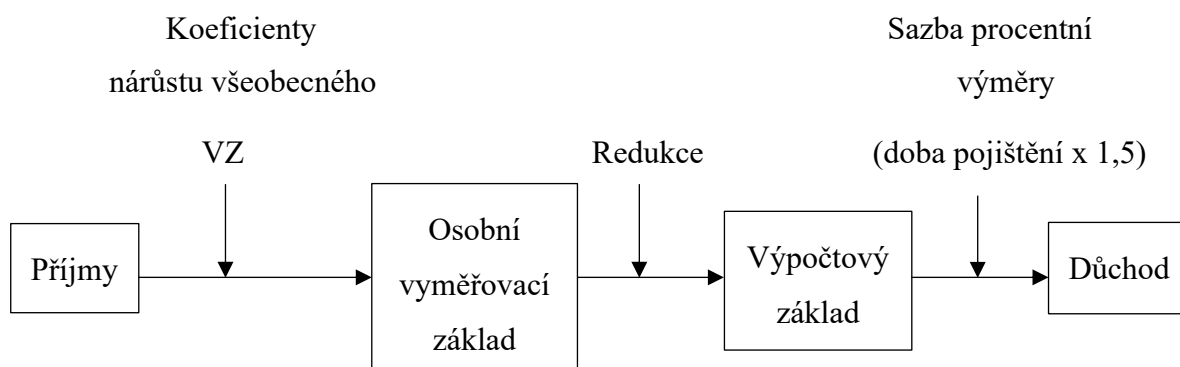 Koeficienty
nárůstu všeobecného
VZ
Sazba procentní
výměry
(doba pojištění x 1,5)
Redukce
Příjmy
Osobní
vyměřovací
základ
Výpočtový
základ
Důchod